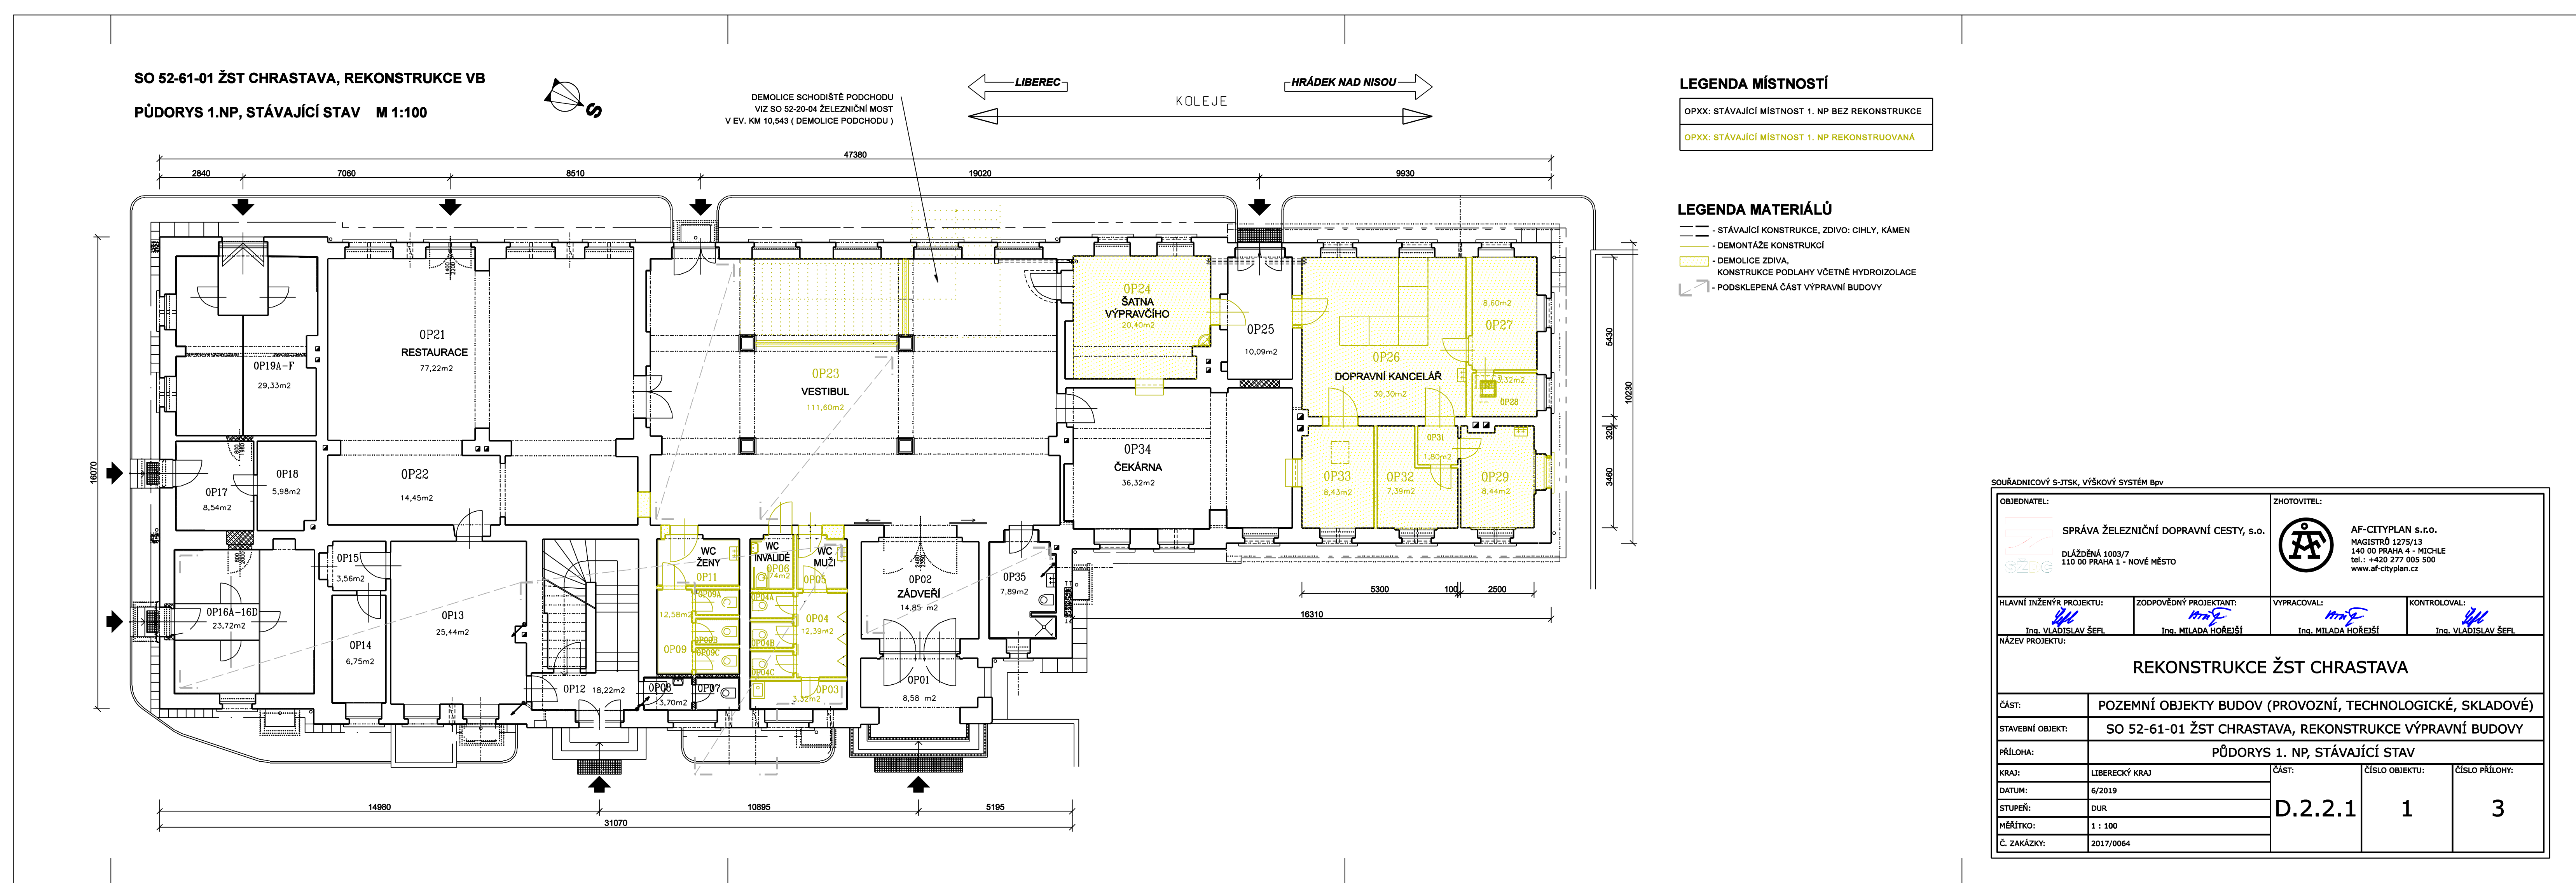 SO 52-61-01 ŽST CHRASTAVA, REKONSTRUKCE VB
PŮDORYS 1.NP, STÁVAJÍCÍ STAV M 1:100
S
DEMOLICE SCHODIŠTĚ PODCHODU
VIZ SO 52-20-04 ŽELEZNIČNÍ MOST
V EV. KM 10,543 ( DEMOLICE PODCHODU )
LIBEREC
HRÁDEK NAD NISOU
KOLEJE
LEGENDA MÍSTNOSTÍ
OPXX: STÁVAJÍCÍ MÍSTNOST 1. NP BEZ REKONSTRUKCE
OPXX: STÁVAJÍCÍ MÍSTNOST 1. NP REKONSTRUOVANÁ
LEGENDA MATERIÁLŮ
- STÁVAJÍCÍ KONSTRUKCE, ZDIVO: CIHLY, KÁMEN
- DEMONTÁŽE KONSTRUKCÍ
- DEMOLICE ZDIVA,
KONSTRUKCE PODLAHY VČETNĚ HYDROIZOLACE
- PODSKLEPENÁ ČÁST VÝPRAVNÍ BUDOVY
47380
2840
7060
8510
19020
9930
16070
5430
10230
320
3460
0P21
RESTAURACE
77,22m2
0P19A-F
29,33m2
0P22
14,45m2
0P18
5,98m2
0P17
8,54m2
800
1980
0P23
VESTIBUL
111,60m2
0P24
ŠATNA
VÝPRAVČÍHO
20,40m2
0P25
10,09m2
0P26
DOPRAVNÍ KANCELÁŘ
30,30m2
8,60m2
0P27
3,32m2
0P28
0P34
ČEKÁRNA
36,32m2
0P33
8,43m2
0P32
7,39m2
0P31
1,80m2
0P29
8,44m2
0P15
3,56m2
0P14
6,75m2
0P13
25,44m2
0P16A-16D
23,72m2
0P12 18,22m2
WC
ŽENY
0P11
0P09A
12,58m2
0P09
0P09B
0P09C
0P08
3,70m2
0P07
WC
INVALIDÉ
0P06
WC
MUŽI
0P05
0P04A
0P04
12,39m2
0P04B
0P04C
0P03
3,32m2
0P02
ZÁDVEŘÍ
14,85 m2
0P01
8,58 m2
0P35
7,89m2
5300
100
2500
16310
14980
10895
5195
31070
SOUŘADNICOVÝ S-JTSK, VÝŠKOVÝ SYSTÉM Bpv
OBJEDNATEL:
SPRÁVA ŽELEZNIČNÍ DOPRAVNÍ CESTY, s.o.
DLÁŽDĚNÁ 1003/7
110 00 PRAHA 1 - NOVÉ MĚSTO
SŽDC
ZHOTOVITEL:
ÅF
AF-CITYPLAN s.r.o.
MAGISTRŮ 1275/13
140 00 PRAHA 4 - MICHLE
tel.: +420 277 005 500
www.af-cityplan.cz
HLAVNÍ INŽENÝR PROJEKTU:
Ing. VLADISLAV ŠEFL
ZODPOVĚDNÝ PROJEKTANT:
Ing. MILADA HOŘEJŠÍ
VYPRACOVAL:
Ing. MILADA HOŘEJŠÍ
KONTROLOVAL:
Ing. VLADISLAV ŠEFL
NÁZEV PROJEKTU:
REKONSTRUKCE ŽST CHRASTAVA
ČÁST:
POZEMNÍ OBJEKTY BUDOV (PROVOZNÍ, TECHNOLOGICKÉ, SKLADOVÉ)
STAVEBNÍ OBJEKT:
SO 52-61-01 ŽST CHRASTAVA, REKONSTRUKCE VÝPRAVNÍ BUDOVY
PŘÍLOHA:
PŮDORYS 1. NP, STÁVAJÍCÍ STAV
KRAJ:
LIBERECKÝ KRAJ
DATUM:
6/2019
STUPEŇ:
DUR
MĚŘÍTKO:
1 : 100
Č. ZAKÁZKY:
2017/0064
ČÁST:
D.2.2.1
ČÍSLO OBJEKTU:
1
ČÍSLO PŘÍLOHY:
3